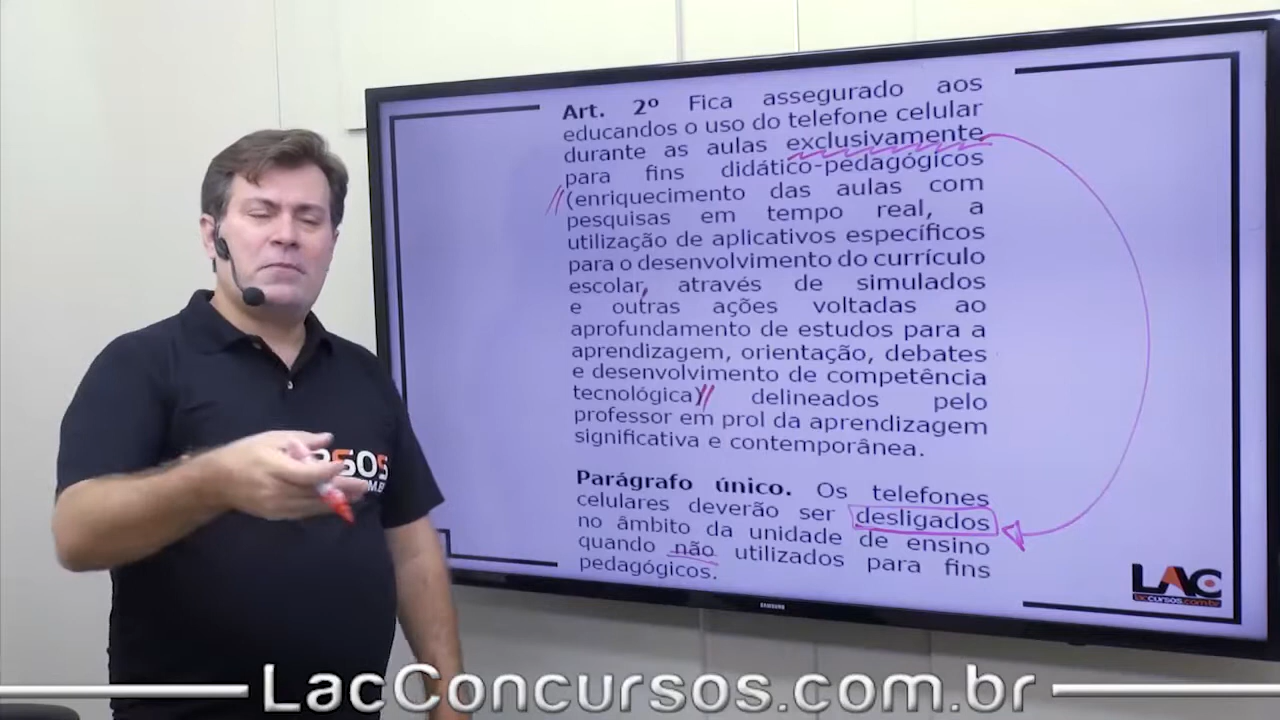 Art. 2º Fica assegurado aos
educandos o uso do telefone celular
durante as aulas exclusivamente
para fins didático-pedagógicos
(enriquecimento das aulas com
pesquisas em tempo real, a
utilização de aplicativos específicos
para o desenvolvimento do currículo
escolar, através de simulados
e outras ações voltadas ao
aprofundamento de estudos para a
aprendizagem, orientação, debates
e desenvolvimento de competência
tecnológica) delineados pelo
professor em prol da aprendizagem
significativa e contemporânea.
Parágrafo único. Os telefones
celulares deverão ser desligados
no âmbito da unidade de ensino
quando não utilizados para fins
pedagógicos.
LAC
laccursos.com.br
SAMSUNG
LacConcursos.com.br